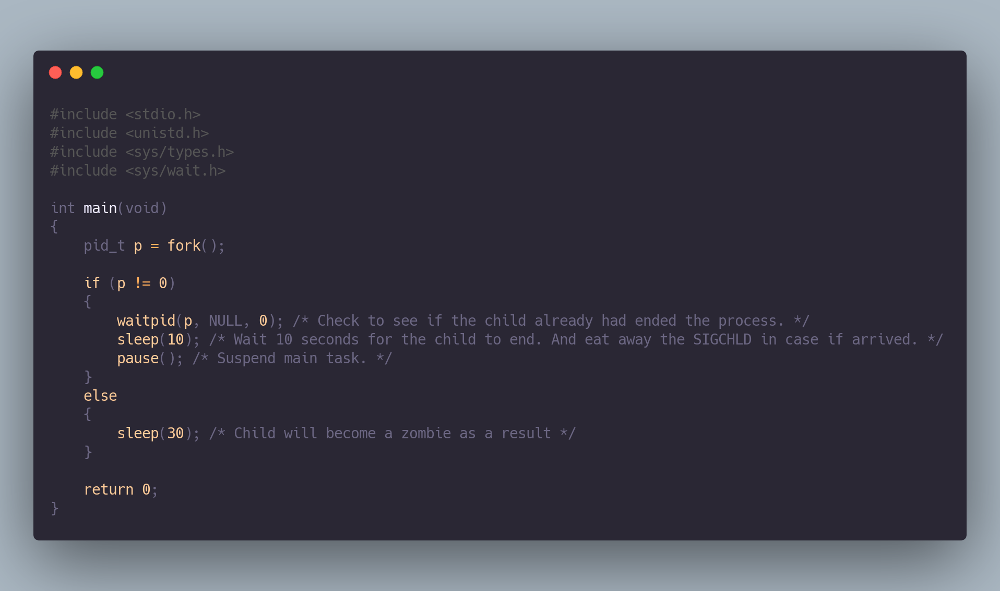 #include <stdio.h>
#include <unistd.h>
#include <sys/types.h>
#include <sys/wait.h>

int main(void)
{
    pid_t p = fork();

    if (p != 0)
    {
        waitpid(p, NULL, 0); /* Check to see if the child already had ended the process. */
        sleep(10); /* Wait 10 seconds for the child to end. And eat away the SIGCHLD in case if arrived. */
        pause(); /* Suspend main task. */
    }
    else
    {
        sleep(30); /* Child will become a zombie as a result */
    }

    return 0;
}